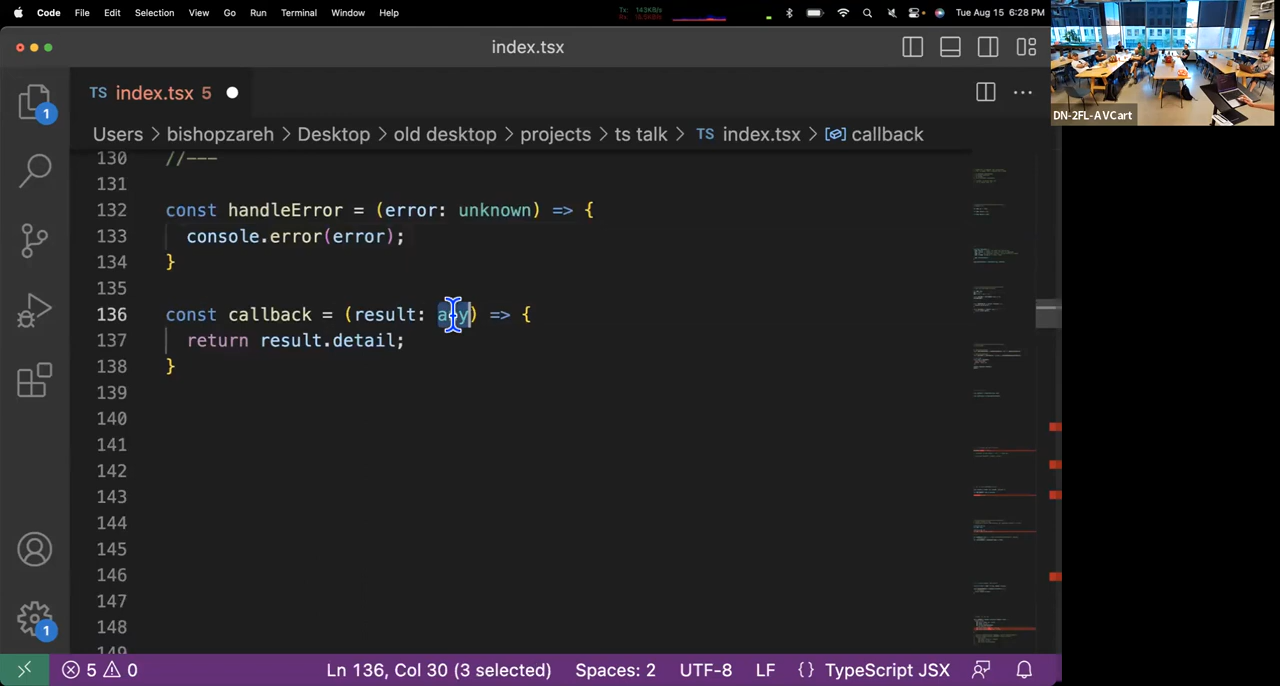 Code File Edit Selection View Go Run Terminal Window Help Tue Aug 15 6:28 PM
index.tsx
TS index.tsx 5
Users > bishopzareh > Desktop > old desktop > projects > ts talk > TS index.tsx > callback
130 //---
131
132 const handleError = (error: unknown) => {
133 console.error(error);
134 }
135
136 const callback = (result: any) => {
137 return result.detail;
138 }
139
140
141
142
143
144
145
146
147
148
149
1
1
5 0 Ln 136, Col 30 (3 selected) Spaces: 2 UTF-8 LF {} TypeScript JSX
DN-2FL-AVCart